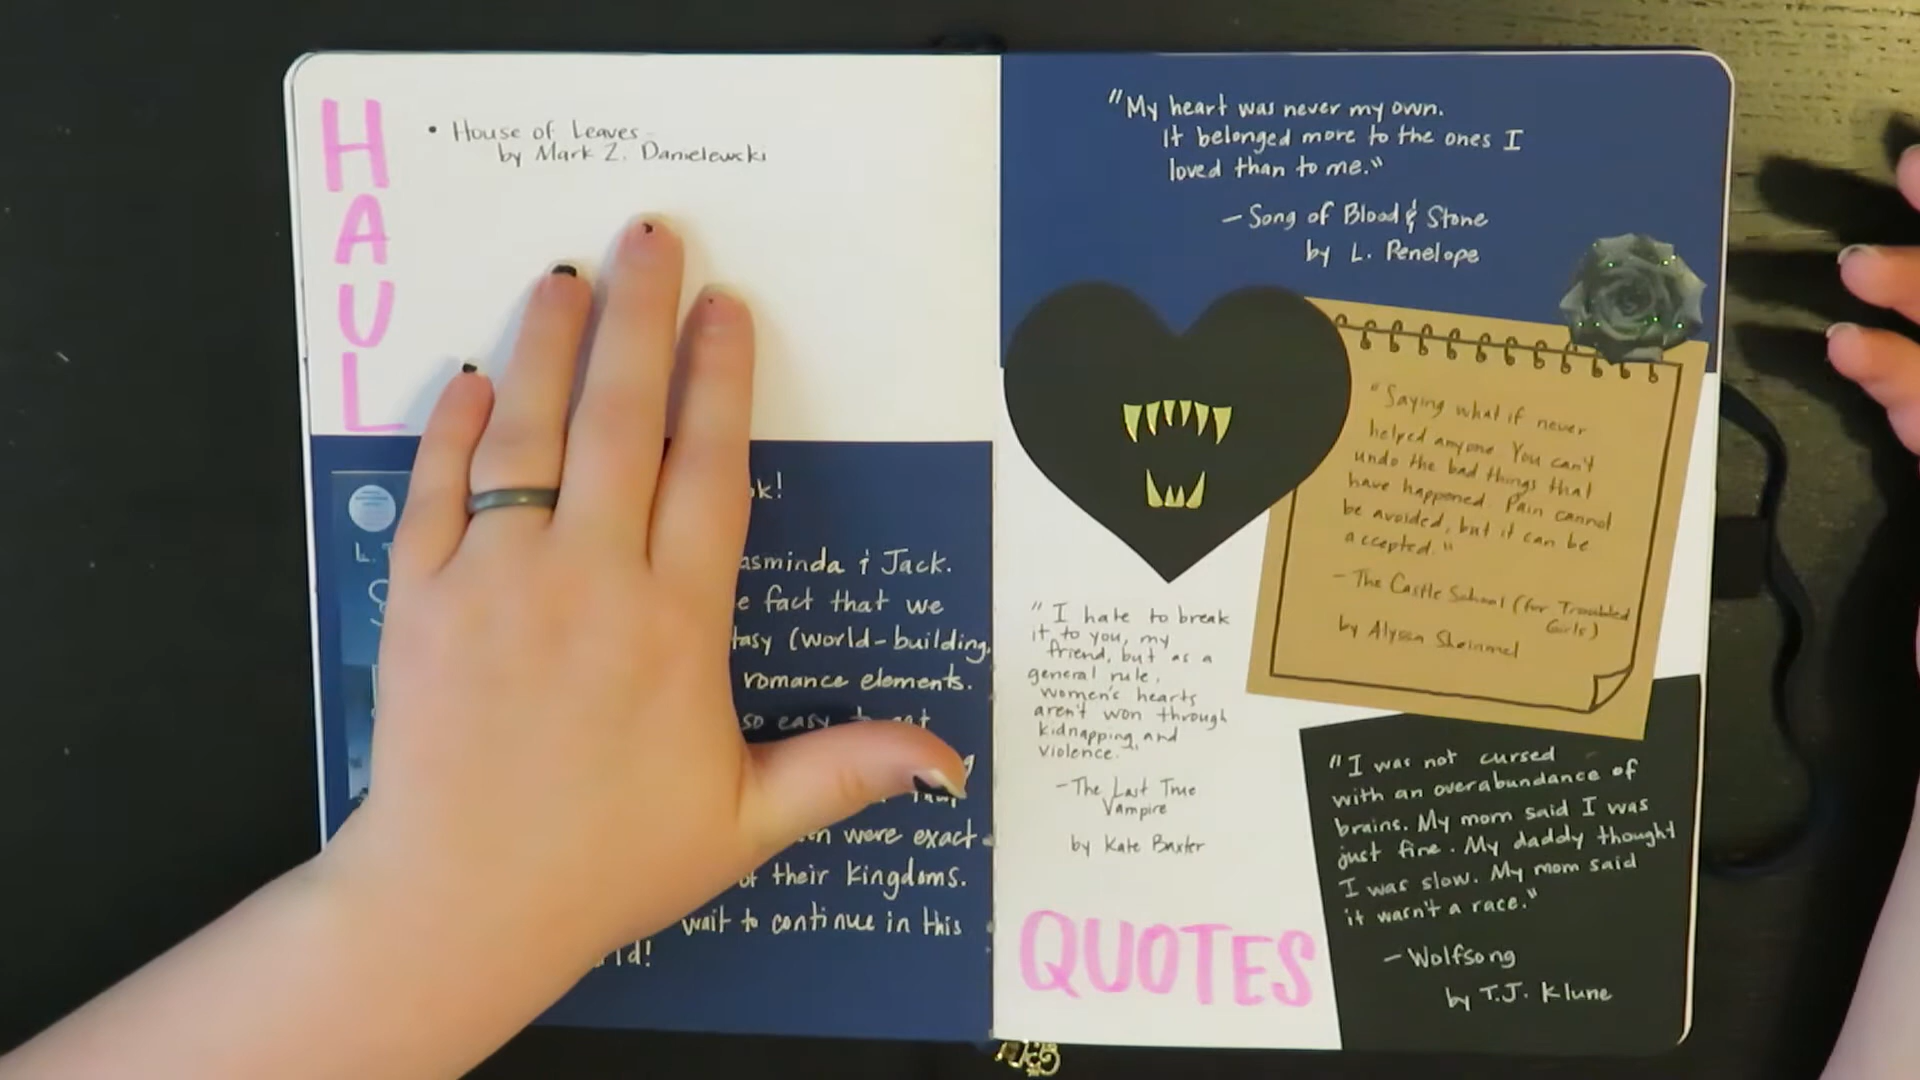 HAUL
• House of Leaves
by Mark Z. Danielewski
k!
asminda & Jack.
e fact that we
tasy (world-building,
romance elements.
so easy to get
were exact
of their kingdoms.
wait to continue in this
ld!
L.
"My heart was never my own.
It belonged more to the ones I
loved than to me."
— Song of Blood & Stone
by L. Penelope
"Saying what if never
helped anyone. You can't
undo the bad things that
have happened. Pain cannot
be avoided, but it can be
accepted."
- The Castle School (for Troubled
Girls)
by Alyssa Sheinmel
"I hate to break
it to you, my
friend, but as a
general rule,
women's hearts
aren't won through
kidnapping and
violence."
- The Last True
Vampire
by Kate Baxter
QUOTES
"I was not cursed
with an overabundance of
brains. My mom said I was
just fine. My daddy thought
I was slow. My mom said
it wasn't a race."
— Wolfsong
by T.J. Klune